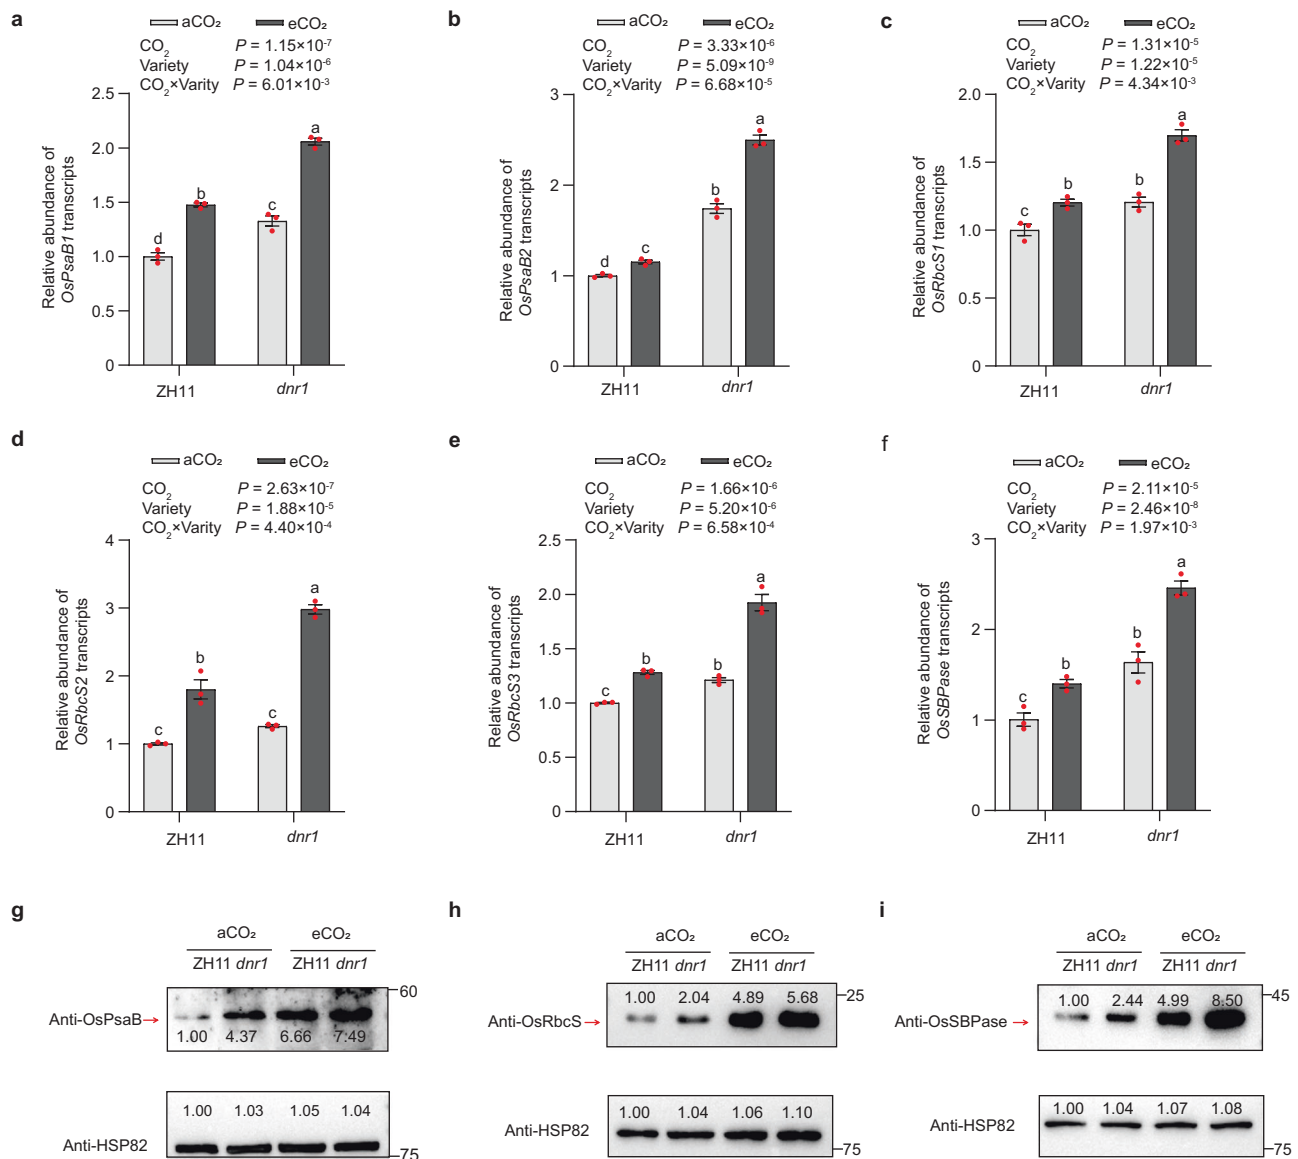 a
aCO₂ eCO₂
CO₂ P = 1.15×10⁻⁷
Variety P = 1.04×10⁻⁶
CO₂×Varity P = 6.01×10⁻³
Relative abundance of
OsPsaB1 transcripts
2.5
2.0
1.5
1.0
0.5
0
d b c a
ZH11 dnr1
b
aCO₂ eCO₂
CO₂ P = 3.33×10⁻⁶
Variety P = 5.09×10⁻⁹
CO₂×Varity P = 6.68×10⁻⁵
Relative abundance of
OsPsaB2 transcripts
3
2
1
0
d c b a
ZH11 dnr1
c
aCO₂ eCO₂
CO₂ P = 1.31×10⁻⁵
Variety P = 1.22×10⁻⁵
CO₂×Varity P = 4.34×10⁻³
Relative abundance of
OsRbcS1 transcripts
2.0
1.5
1.0
0.5
0
c b b a
ZH11 dnr1
d
aCO₂ eCO₂
CO₂ P = 2.63×10⁻⁷
Variety P = 1.88×10⁻⁵
CO₂×Varity P = 4.40×10⁻⁴
Relative abundance of
OsRbcS2 transcripts
4
3
2
1
0
c b c a
ZH11 dnr1
e
aCO₂ eCO₂
CO₂ P = 1.66×10⁻⁶
Variety P = 5.20×10⁻⁶
CO₂×Varity P = 6.58×10⁻⁴
Relative abundance of
OsRbcS3 transcripts
2.5
2.0
1.5
1.0
0.5
0
c b b a
ZH11 dnr1
f
aCO₂ eCO₂
CO₂ P = 2.11×10⁻⁵
Variety P = 2.46×10⁻⁸
CO₂×Varity P = 1.97×10⁻³
Relative abundance of
OsSBPase transcripts
3
2
1
0
c b b a
ZH11 dnr1
g
aCO₂ eCO₂
ZH11 dnr1 ZH11 dnr1
60
Anti-OsPsaB
1.00 4.37 6.66 7.49
1.00 1.03 1.05 1.04
Anti-HSP82
75
h
aCO₂ eCO₂
ZH11 dnr1 ZH11 dnr1
1.00 2.04 4.89 5.68
25
Anti-OsRbcS
1.00 1.04 1.06 1.10
Anti-HSP82
75
i
aCO₂ eCO₂
ZH11 dnr1 ZH11 dnr1
1.00 2.44 4.99 8.50
45
Anti-OsSBPase
1.00 1.04 1.07 1.08
Anti-HSP82
75